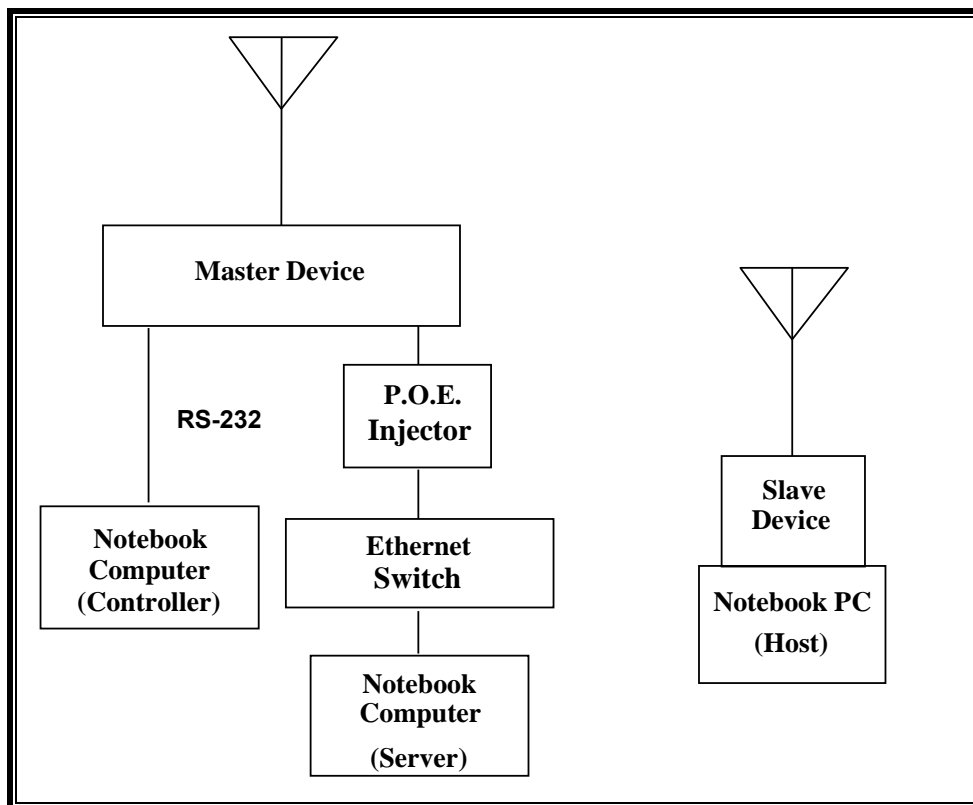 Master Device
RS-232
P.O.E.
Injector
Notebook
Computer
(Controller)
Ethernet
Switch
Notebook
Computer
(Server)
Slave
Device
Notebook PC
(Host)